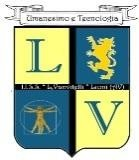 Umanesimo e Tecnologia
L
I.I.S.S. "L. Vanvitelli" Lioni (AV)
V